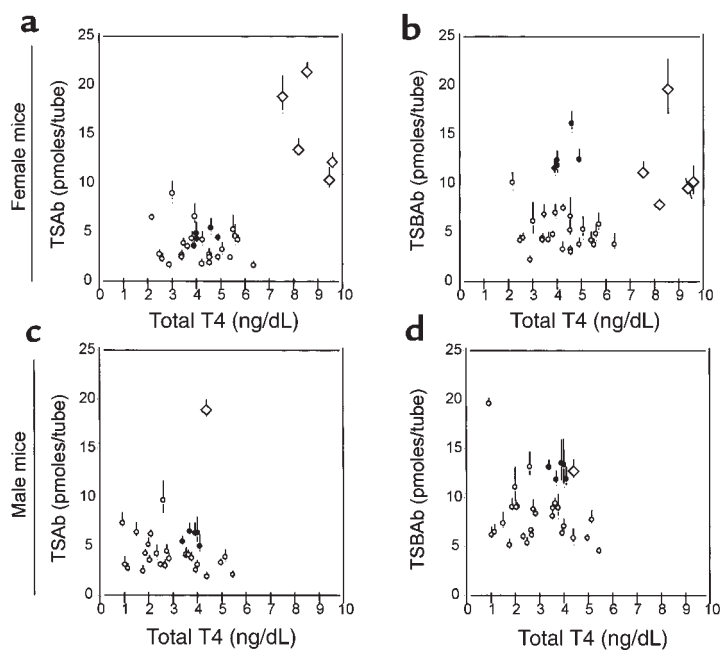 a
b
Female mice
TSAb (pmoles/tube)
25
20
15
10
5
0
0 1 2 3 4 5 6 7 8 9 10
Total T4 (ng/dL)
TSBAb (pmoles/tube)
25
20
15
10
5
0
0 1 2 3 4 5 6 7 8 9 10
Total T4 (ng/dL)
c
d
Male mice
TSAb (pmoles/tube)
25
20
15
10
5
0
0 1 2 3 4 5 6 7 8 9 10
Total T4 (ng/dL)
TSBAb (pmoles/tube)
25
20
15
10
5
0
0 1 2 3 4 5 6 7 8 9 10
Total T4 (ng/dL)